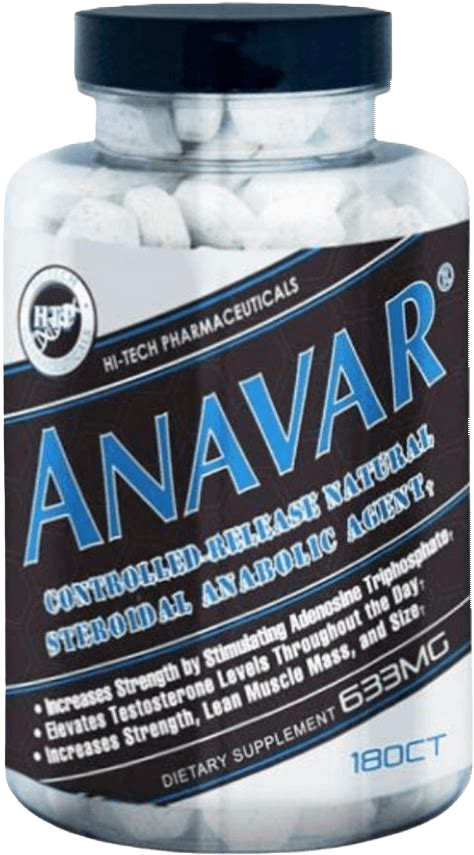 HTP
HI-TECH PHARMACEUTICALS
ANAVAR®
CONTROLLED-RELEASE NATURAL
STEROIDAL ANABOLIC AGENT†
• Increases Strength by Stimulating Adenosine Triphosphate†
• Elevates Testosterone Levels Throughout the Day†
• Increases Strength, Lean Muscle Mass, and Size†
DIETARY SUPPLEMENT 633MG
180CT